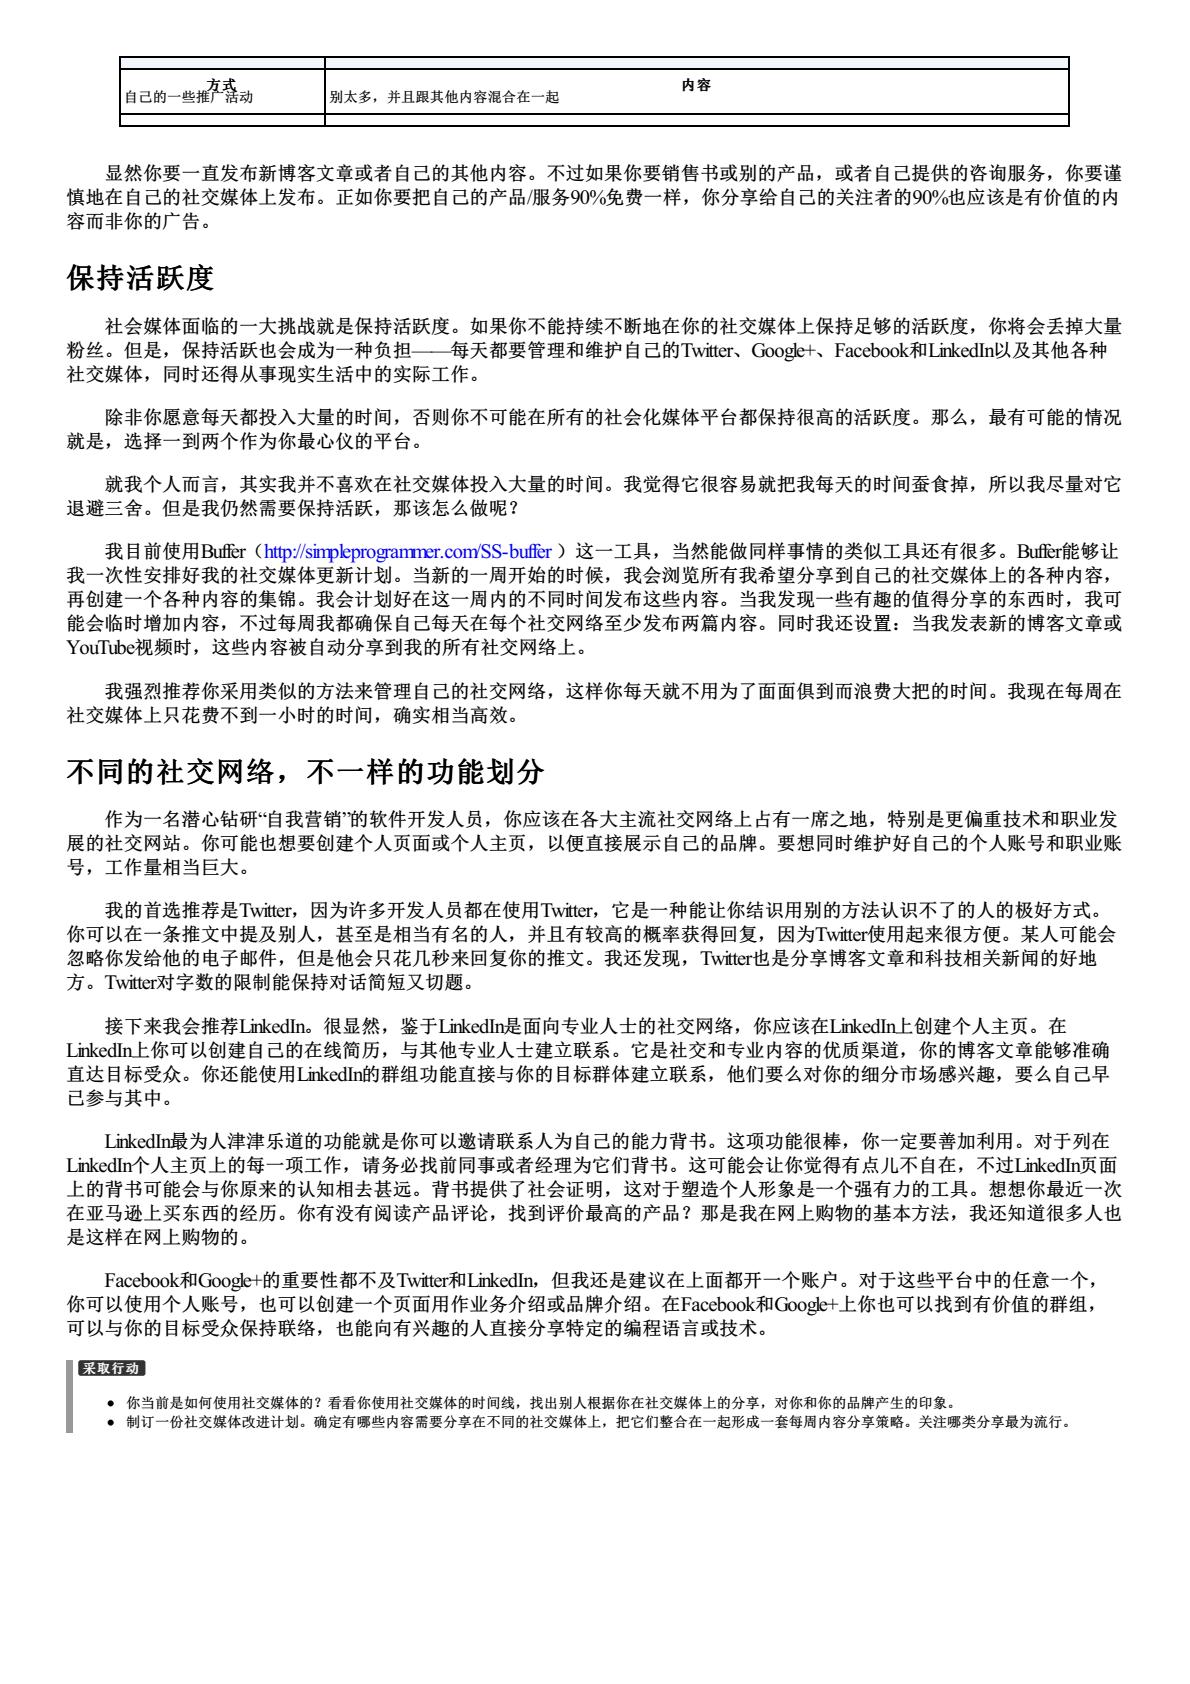 方式
内容
自己的一些推广活动
别太多，并且跟其他内容混合在一起
显然你要一直发布新博客文章或者自己的其他内容。不过如果你要销售书或别的产品，或者自己提供的咨询服务，你要谨
慎地在自己的社交媒体上发布。正如你要把自己的产品/服务90%免费一样，你分享给自己的关注者的90%也应该是有价值的内
容而非你的广告。
保持活跃度
社会媒体面临的一大挑战就是保持活跃度。如果你不能持续不断地在你的社交媒体上保持足够的活跃度，你将会丢掉大量
粉丝。但是，保持活跃也会成为一种负担——每天都要管理和维护自己的Twitter、Google+、Facebook和LinkedIn以及其他各种
社交媒体，同时还得从事现实生活中的实际工作。
除非你愿意每天都投入大量的时间，否则你不可能在所有的社会化媒体平台都保持很高的活跃度。那么，最有可能的情况
就是，选择一到两个作为你最心仪的平台。
就我个人而言，其实我并不喜欢在社交媒体投入大量的时间。我觉得它很容易就把我每天的时间蚕食掉，所以我尽量对它
退避三舍。但是我仍然需要保持活跃，那该怎么做呢？
我目前使用Buffer（http://simpleprogrammer.com/SS-buffer ）这一工具，当然能做同样事情的类似工具还有很多。Buffer能够让
我一次性安排好我的社交媒体更新计划。当新的一周开始的时候，我会浏览所有我希望分享到自己的社交媒体上的各种内容，
再创建一个各种内容的集锦。我会计划好在这一周内的不同时间发布这些内容。当我发现一些有趣的值得分享的东西时，我可
能会临时增加内容，不过每周我都确保自己每天在每个社交网络至少发布两篇内容。同时我还设置：当我发表新的博客文章或
YouTube视频时，这些内容被自动分享到我的所有社交网络上。
我强烈推荐你采用类似的方法来管理自己的社交网络，这样你每天就不用为了面面俱到而浪费大把的时间。我现在每周在
社交媒体上只花费不到一小时的时间，确实相当高效。
不同的社交网络，不一样的功能划分
作为一名潜心钻研“自我营销”的软件开发人员，你应该在各大主流社交网络上占有一席之地，特别是更偏重技术和职业发
展的社交网站。你可能也想要创建个人页面或个人主页，以便直接展示自己的品牌。要想同时维护好自己的个人账号和职业账
号，工作量相当巨大。
我的首选推荐是Twitter，因为许多开发人员都在使用Twitter，它是一种能让你结识用别的方法认识不了的人的极好方式。
你可以在一条推文中提及别人，甚至是相当有名的人，并且有较高的概率获得回复，因为Twitter使用起来很方便。某人可能会
忽略你发给他的电子邮件，但是他会只花几秒来回复你的推文。我还发现，Twitter也是分享博客文章和科技相关新闻的好地
方。Twitter对字数的限制能保持对话简短又切题。
接下来我会推荐LinkedIn。很显然，鉴于LinkedIn是面向专业人士的社交网络，你应该在LinkedIn上创建个人主页。在
LinkedIn上你可以创建自己的在线简历，与其他专业人士建立联系。它是社交和专业内容的优质渠道，你的博客文章能够准确
直达目标受众。你还能使用LinkedIn的群组功能直接与你的目标群体建立联系，他们要么对你的细分市场感兴趣，要么自己早
已参与其中。
LinkedIn最为人津津乐道的功能就是你可以邀请联系人为自己的能力背书。这项功能很棒，你一定要善加利用。对于列在
LinkedIn个人主页上的每一项工作，请务必找前同事或者经理为它们背书。这可能会让你觉得有点儿不自在，不过LinkedIn页面
上的背书可能会与你原来的认知相去甚远。背书提供了社会证明，这对于塑造个人形象是一个强有力的工具。想想你最近一次
在亚马逊上买东西的经历。你有没有阅读产品评论，找到评价最高的产品？那是我在网上购物的基本方法，我还知道很多人也
是这样在网上购物的。
Facebook和Google+的重要性都不及Twitter和LinkedIn，但我还是建议在上面都开一个账户。对于这些平台中的任意一个，
你可以使用个人账号，也可以创建一个页面用作业务介绍或品牌介绍。在Facebook和Google+上你也可以找到有价值的群组，
可以与你的目标受众保持联络，也能向有兴趣的人直接分享特定的编程语言或技术。
采取行动
● 你当前是如何使用社交媒体的？看看你使用社交媒体的时间线，找出别人根据你在社交媒体上的分享，对你和你的品牌产生的印象。
● 制订一份社交媒体改进计划。确定有哪些内容需要分享在不同的社交媒体上，把它们整合在一起形成一套每周内容分享策略。关注哪类分享最为流行。